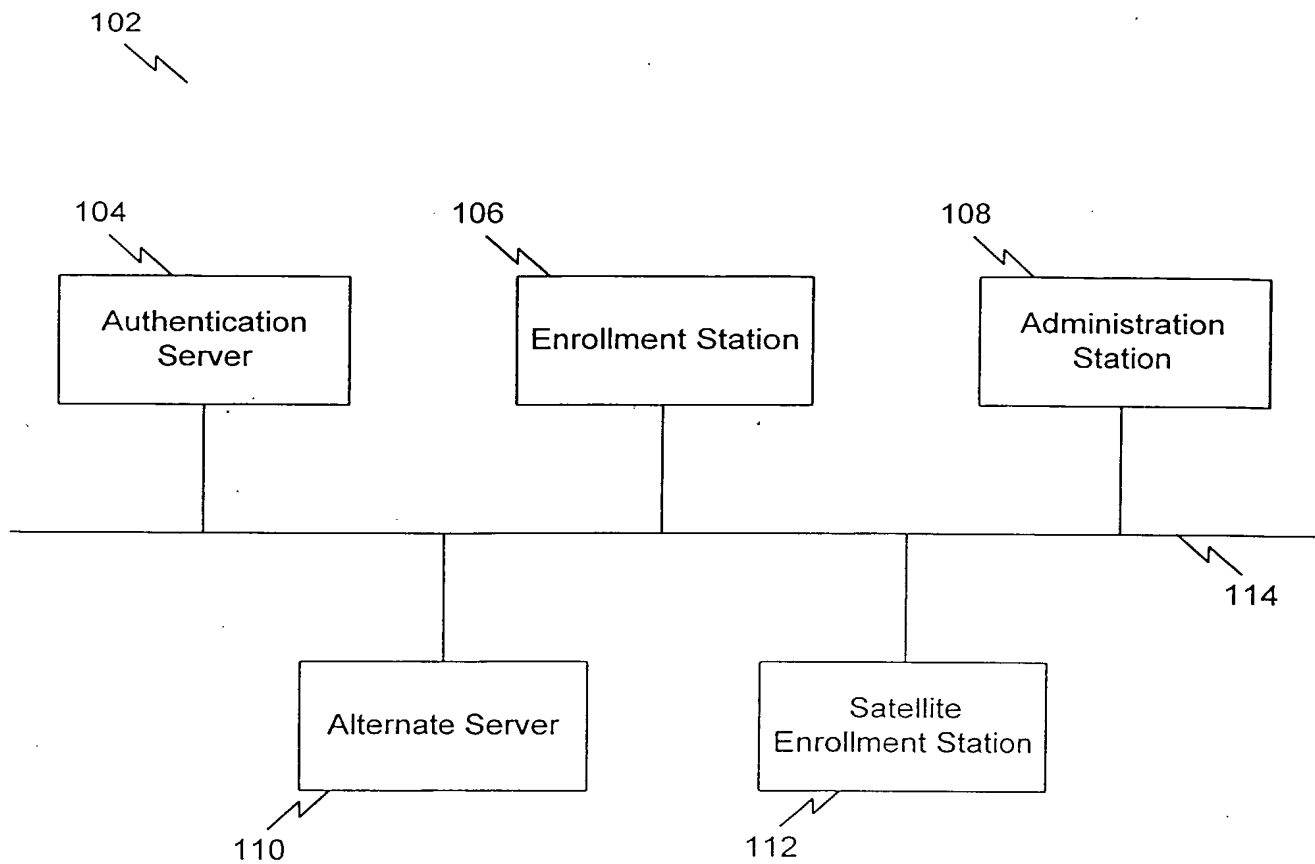 102
104
106
108
Authentication
Server
Enrollment Station
Administration
Station
114
Alternate Server
Satellite
Enrollment Station
110
112